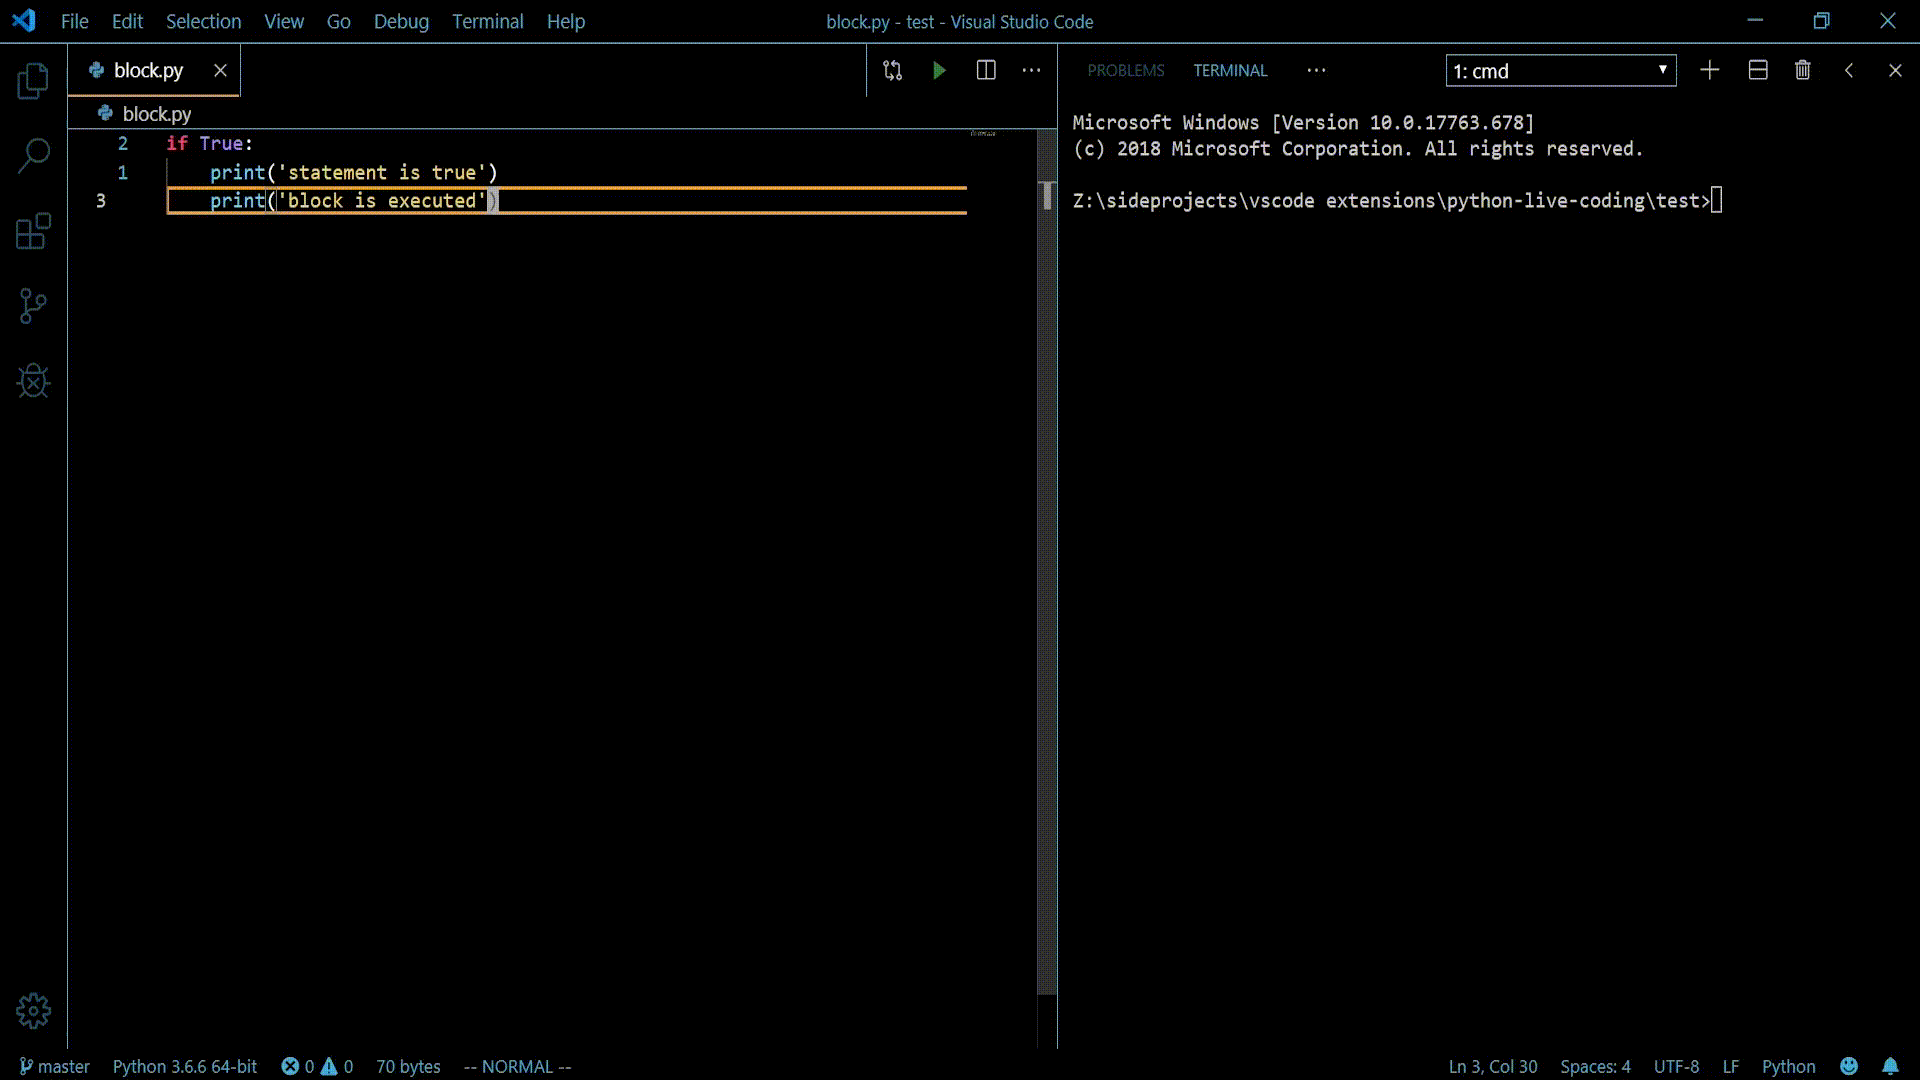 File Edit Selection View Go Debug Terminal Help block.py - test - Visual Studio Code
block.py
PROBLEMS TERMINAL 1: cmd
block.py
2 if True:
1 print('statement is true')
3 print('block is executed')
Microsoft Windows [Version 10.0.17763.678]
(c) 2018 Microsoft Corporation. All rights reserved.
Z:\sideprojects\vscode extensions\python-live-coding\test>
master Python 3.6.6 64-bit 0 0 70 bytes -- NORMAL -- Ln 3, Col 30 Spaces: 4 UTF-8 LF Python